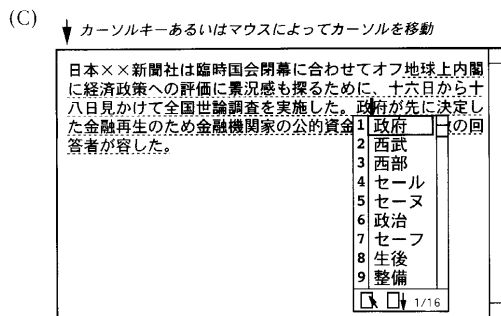 (C)
カーソルキーあるいはマウスによってカーソルを移動
日本××新聞社は臨時国会閉幕に合わせてオフ地球上内閣
に経済政策への評価に景況感も探るために、十六日から十
八日見かけて全国世論調査を実施した。政府が先に決定し
た金融再生のため金融機関家の公的資金 の回
答者が容した。
1 政府
2 西武
3 西部
4 セール
5 セーヌ
6 政治
7 セーフ
8 生後
9 整備
1/16